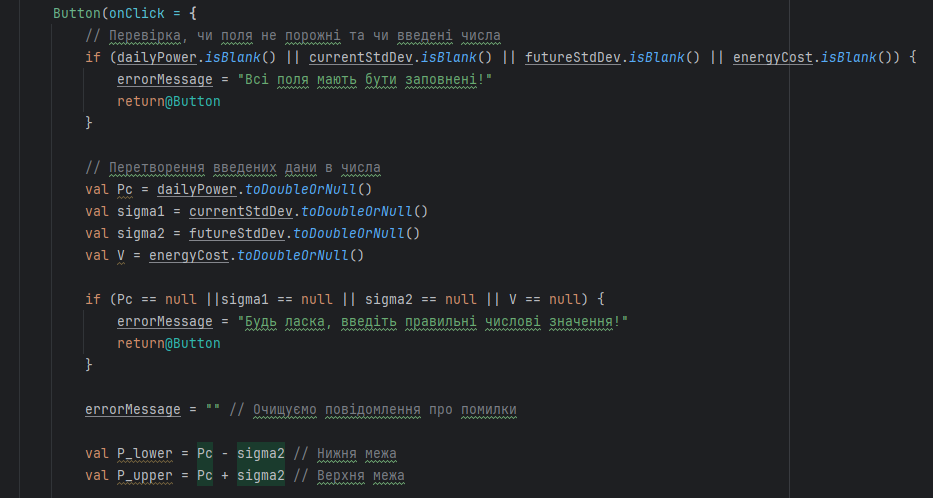 Button(onClick = {
// Перевірка, чи поля не порожні та чи введені числа
if (dailyPower.isBlank() || currentStdDev.isBlank() || futureStdDev.isBlank() || energyCost.isBlank()) {
errorMessage = "Всі поля мають бути заповнені!"
return@Button
}
// Перетворення введених дани в числа
val Pc = dailyPower.toDoubleOrNull()
val sigma1 = currentStdDev.toDoubleOrNull()
val sigma2 = futureStdDev.toDoubleOrNull()
val V = energyCost.toDoubleOrNull()
if (Pc == null ||sigma1 == null || sigma2 == null || V == null) {
errorMessage = "Будь ласка, введіть правильні числові значення!"
return@Button
}
errorMessage = "" // Очищуємо повідомлення про помилки
val P_lower = Pc - sigma2 // Нижня межа
val P_upper = Pc + sigma2 // Верхня межа